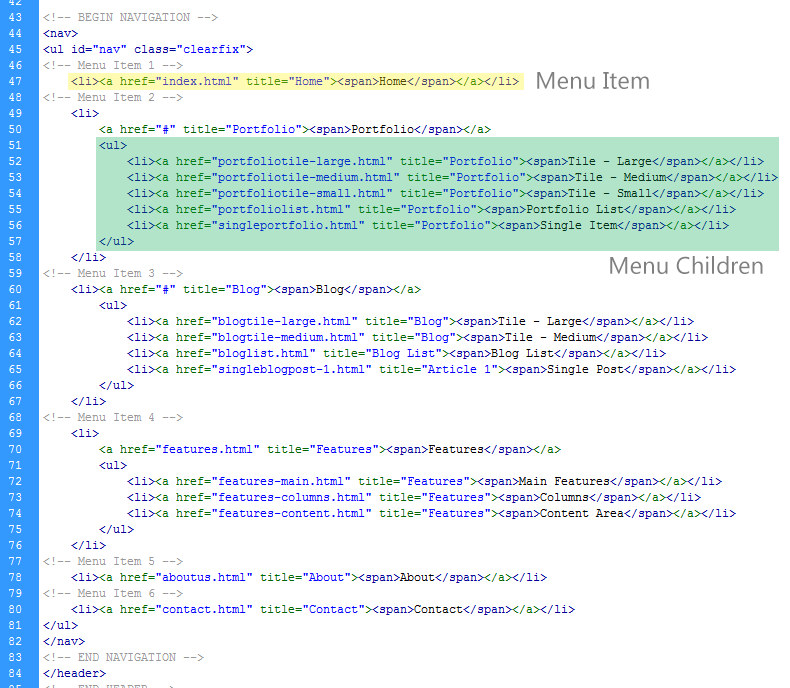 42
43 <!-- BEGIN NAVIGATION -->
44 <nav>
45 <ul id="nav" class="clearfix">
46 <!-- Menu Item 1 -->
47 <li><a href="index.html" title="Home"><span>Home</span></a></li> Menu Item
48 <!-- Menu Item 2 -->
49 <li>
50 <a href="#" title="Portfolio"><span>Portfolio</span></a>
51 <ul>
52 <li><a href="portfoliotile-large.html" title="Portfolio"><span>Tile - Large</span></a></li>
53 <li><a href="portfoliotile-medium.html" title="Portfolio"><span>Tile - Medium</span></a></li>
54 <li><a href="portfoliotile-small.html" title="Portfolio"><span>Tile - Small</span></a></li>
55 <li><a href="portfoliolist.html" title="Portfolio"><span>Portfolio List</span></a></li>
56 <li><a href="singleportfolio.html" title="Portfolio"><span>Single Item</span></a></li>
57 </ul>
58 </li>
Menu Children
59 <!-- Menu Item 3 -->
60 <li><a href="#" title="Blog"><span>Blog</span></a>
61 <ul>
62 <li><a href="blogtile-large.html" title="Blog"><span>Tile - Large</span></a></li>
63 <li><a href="blogtile-medium.html" title="Blog"><span>Tile - Medium</span></a></li>
64 <li><a href="bloglist.html" title="Blog List"><span>Blog List</span></a></li>
65 <li><a href="singleblogpost-1.html" title="Article 1"><span>Single Post</span></a></li>
66 </ul>
67 </li>
68 <!-- Menu Item 4 -->
69 <li>
70 <a href="features.html" title="Features"><span>Features</span></a>
71 <ul>
72 <li><a href="features-main.html" title="Features"><span>Main Features</span></a></li>
73 <li><a href="features-columns.html" title="Features"><span>Columns</span></a></li>
74 <li><a href="features-content.html" title="Features"><span>Content Area</span></a></li>
75 </ul>
76 </li>
77 <!-- Menu Item 5 -->
78 <li><a href="aboutus.html" title="About"><span>About</span></a></li>
79 <!-- Menu Item 6 -->
80 <li><a href="contact.html" title="Contact"><span>Contact</span></a></li>
81 </ul>
82 </nav>
83 <!-- END NAVIGATION -->
84 </header>
85 <!-- END HEADER -->